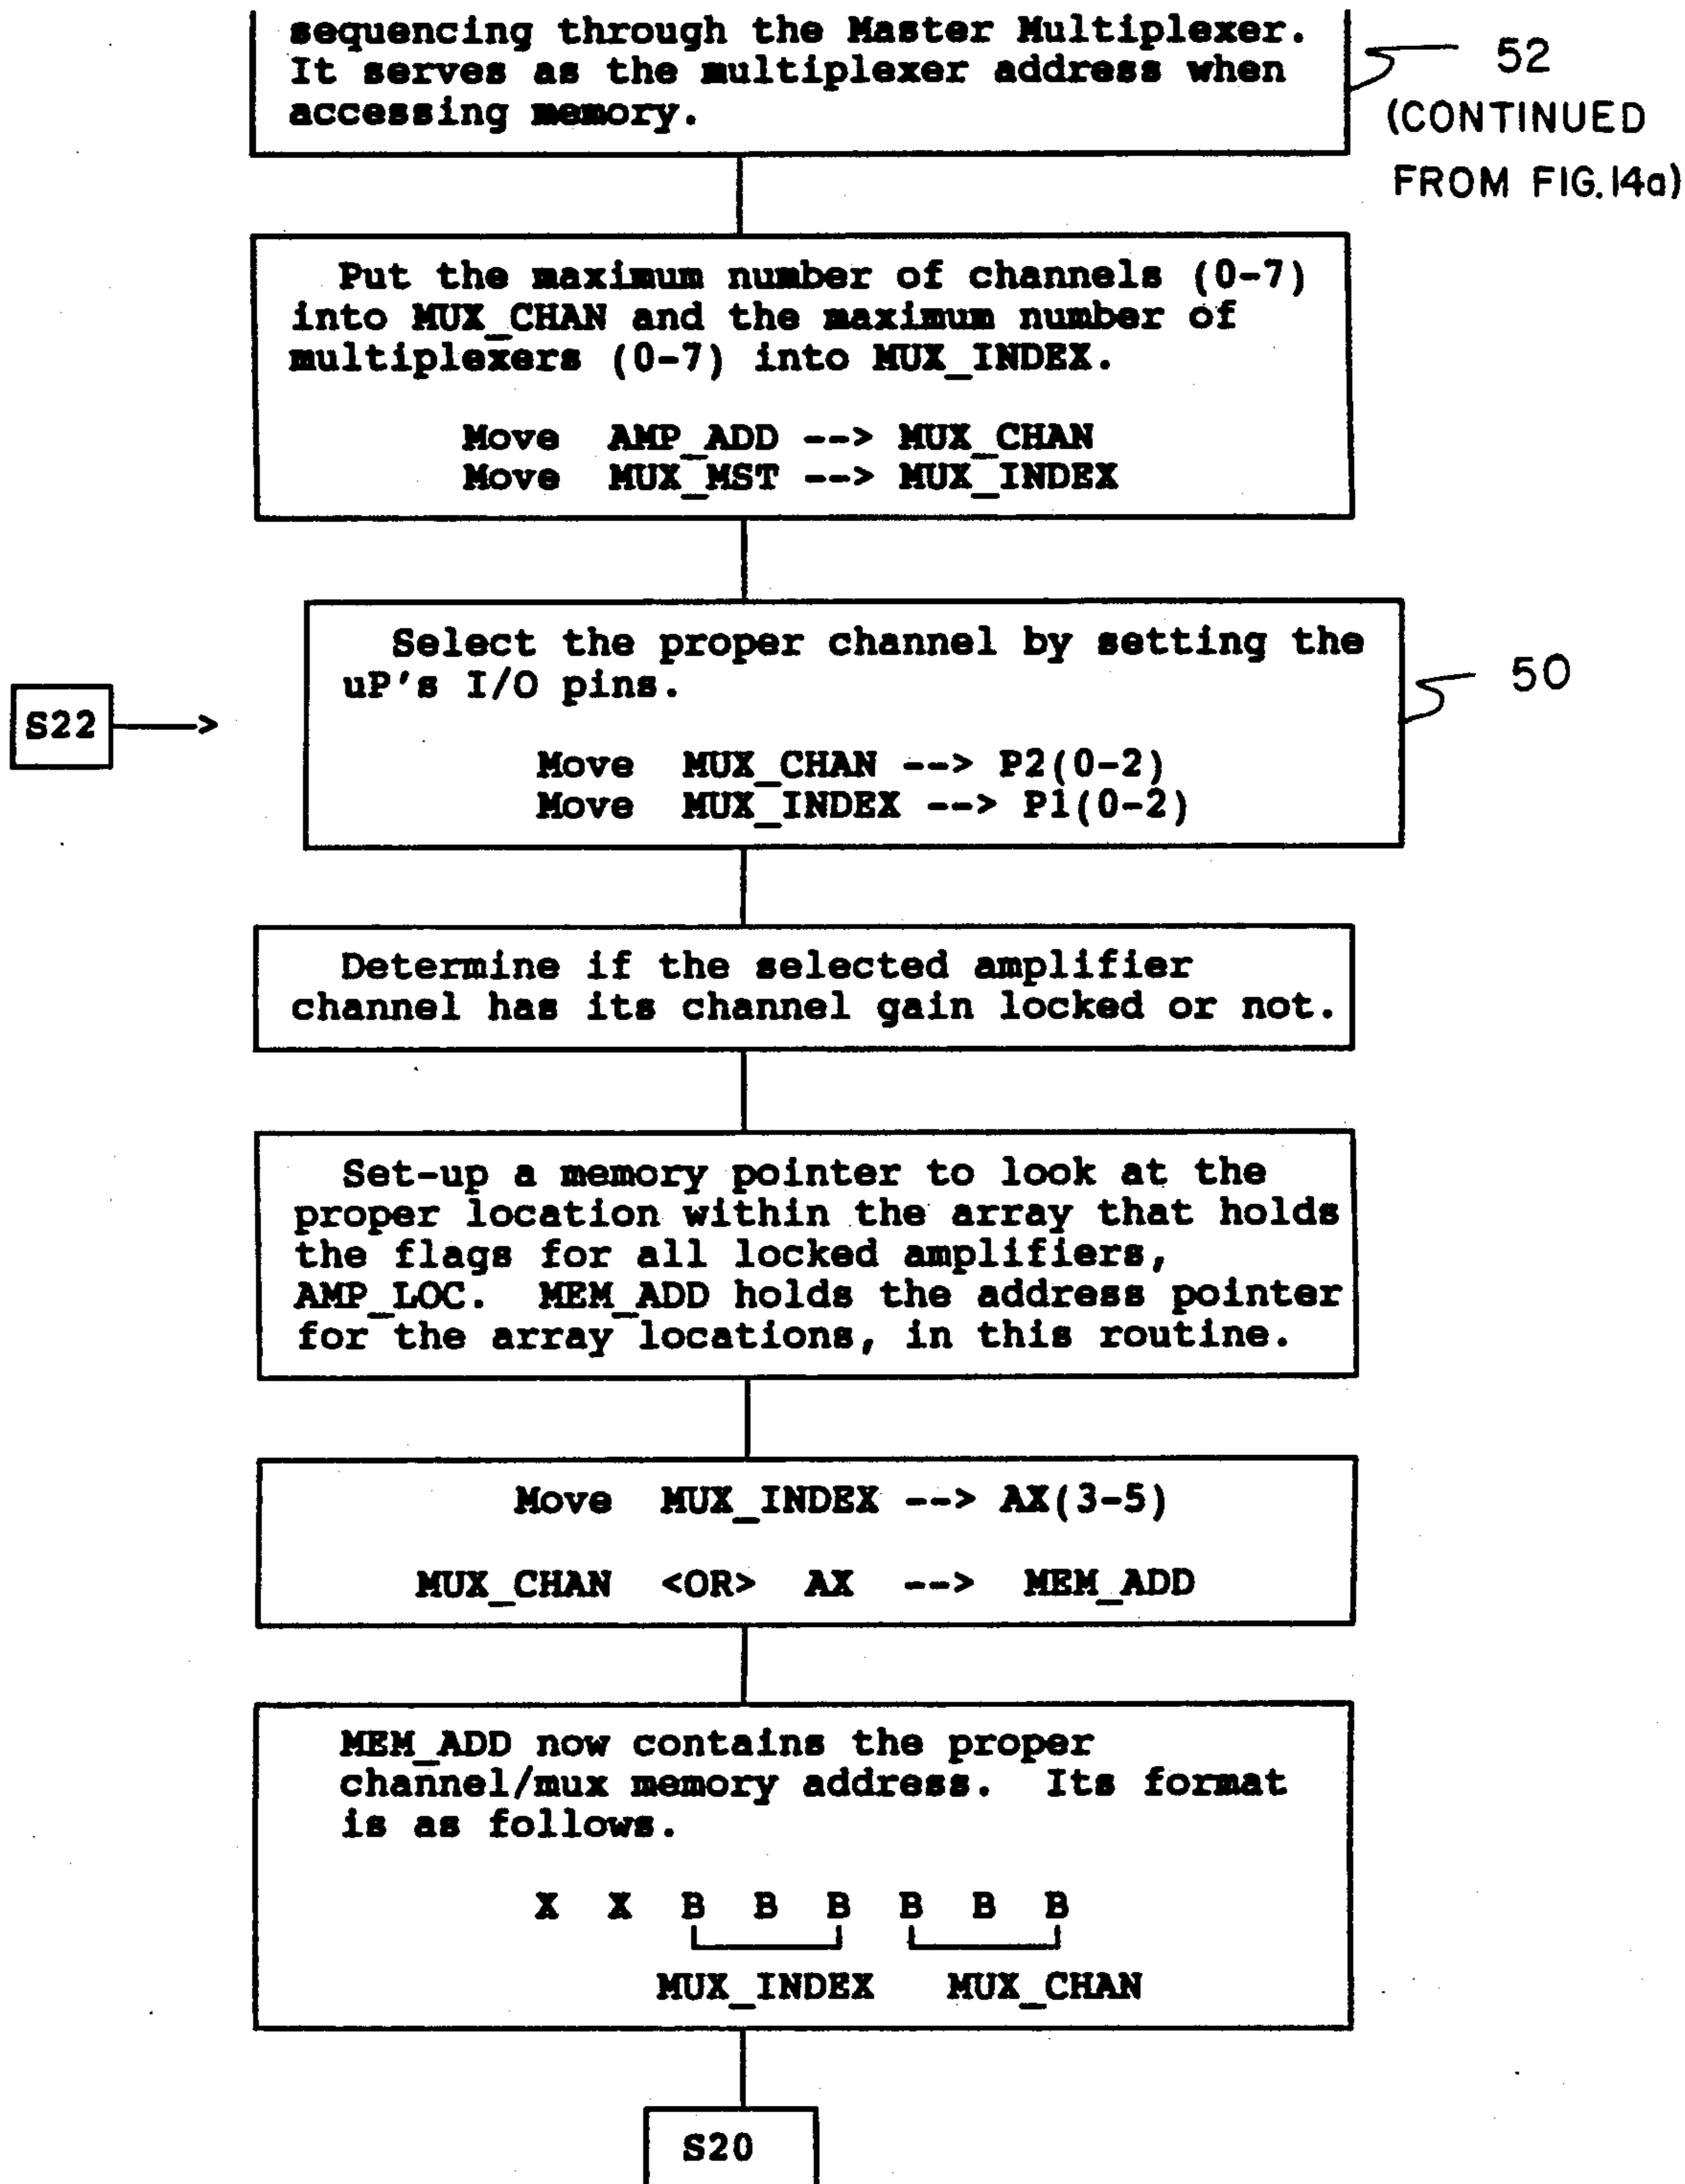 sequencing through the Master Multiplexer.
It serves as the multiplexer address when
accessing memory.
52
(CONTINUED
FROM FIG. 14a)
Put the maximum number of channels (0-7)
into MUX_CHAN and the maximum number of
multiplexers (0-7) into MUX_INDEX.
Move AMP_ADD --> MUX_CHAN
Move MUX_MST --> MUX_INDEX
Select the proper channel by setting the
uP's I/O pins.
50
S22
Move MUX_CHAN --> P2(0-2)
Move MUX_INDEX --> P1(0-2)
Determine if the selected amplifier
channel has its channel gain locked or not.
Set-up a memory pointer to look at the
proper location within the array that holds
the flags for all locked amplifiers,
AMP_LOC. MEM_ADD holds the address pointer
for the array locations, in this routine.
Move MUX_INDEX --> AX(3-5)
MUX_CHAN <OR> AX --> MEM_ADD
MEM_ADD now contains the proper
channel/mux memory address. Its format
is as follows.
X X B B B B B B
MUX_INDEX MUX_CHAN
S20